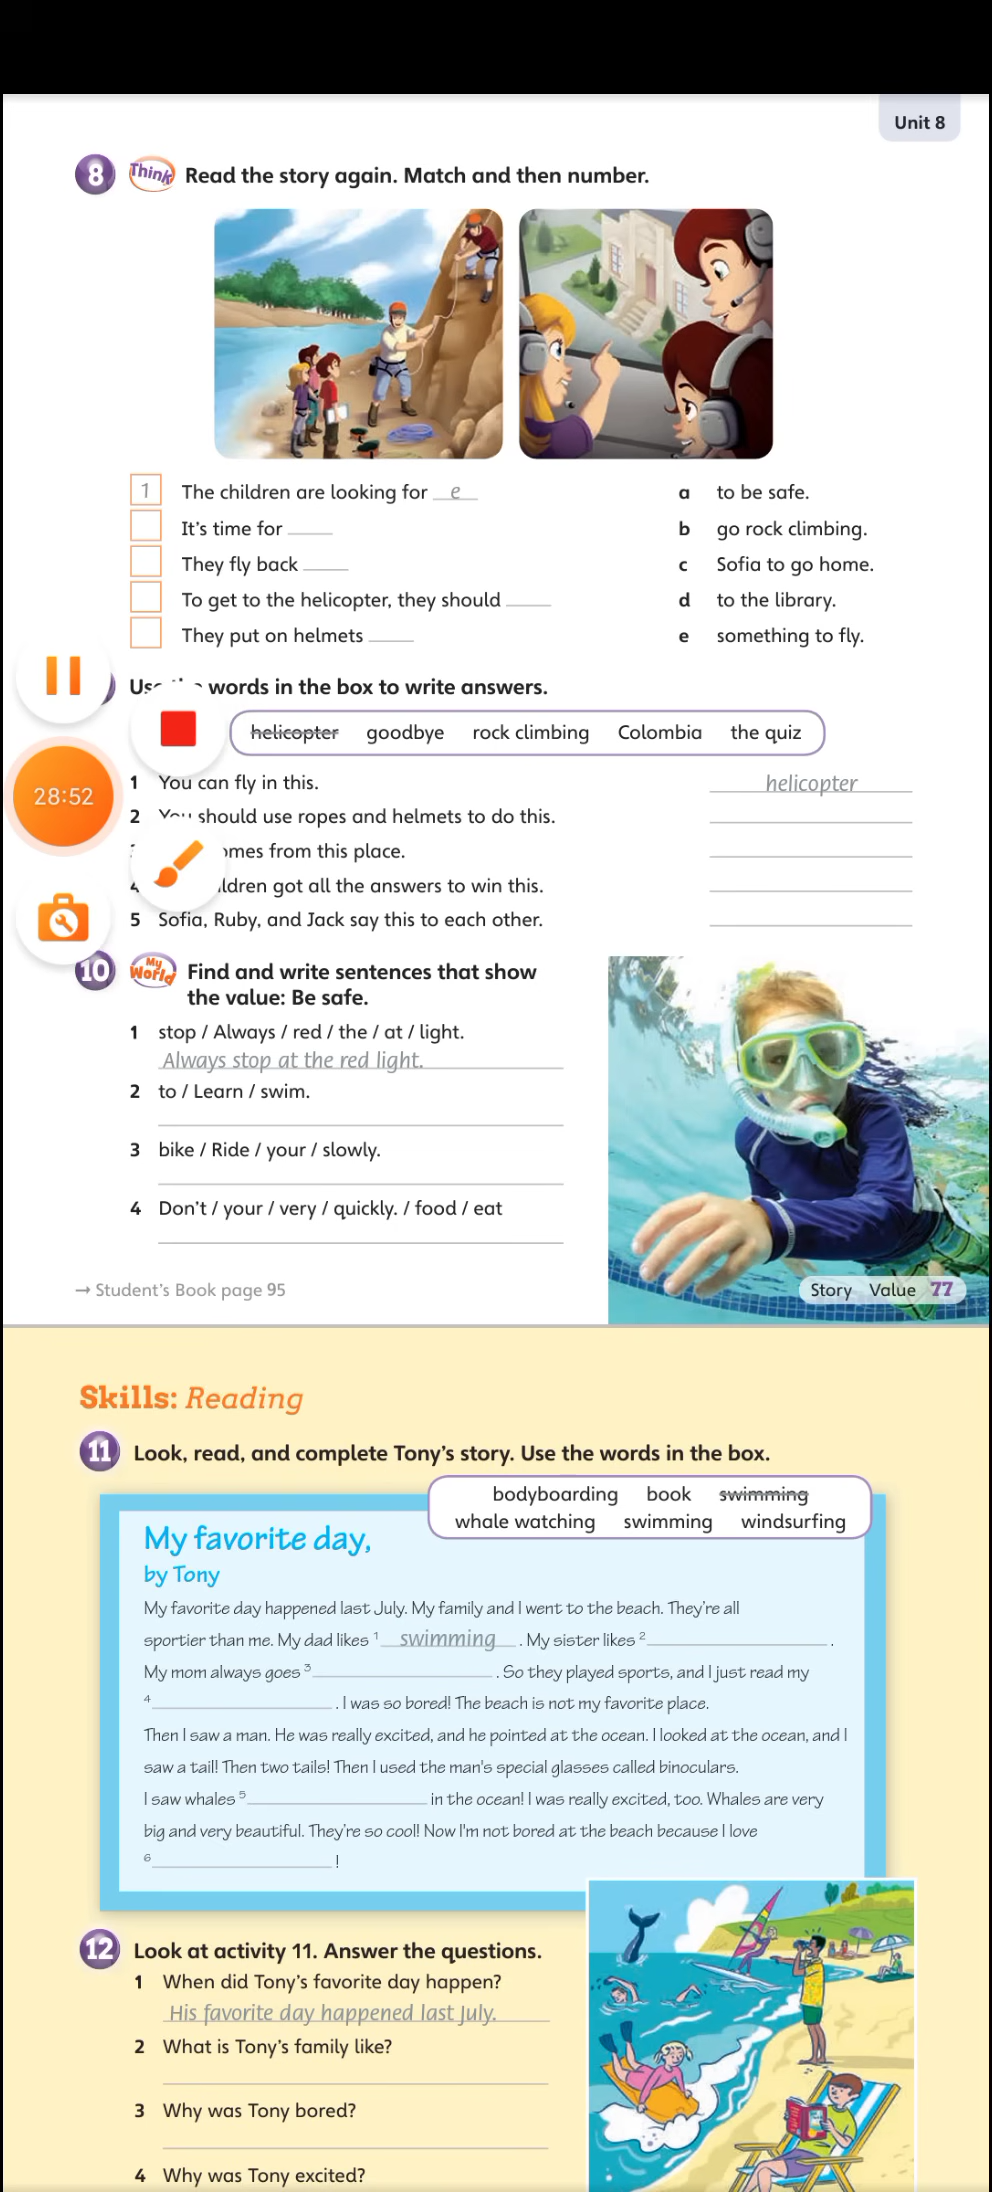 Unit 8
8 Think Read the story again. Match and then number.
1 The children are looking for e
It's time for
They fly back
To get to the helicopter, they should
They put on helmets
a to be safe.
b go rock climbing.
c Sofia to go home.
d to the library.
e something to fly.
words in the box to write answers.
helicopter goodbye rock climbing Colombia the quiz
1 You can fly in this. helicopter
2 You should use ropes and helmets to do this.
from this place.
4 got all the answers to win this.
5 Sofia, Ruby, and Jack say this to each other.
28:52
10 My World Find and write sentences that show
the value: Be safe.
1 stop / Always / red / the / at / light.
Always stop at the red light.
2 to / Learn / swim.
3 bike / Ride / your / slowly.
4 Don't / your / very / quickly. / food / eat
→ Student's Book page 95
Story Value 77
Skills: Reading
11 Look, read, and complete Tony's story. Use the words in the box.
bodyboarding book swimming
whale watching swimming windsurfing
My favorite day,
by Tony
My favorite day happened last July. My family and I went to the beach. They're all
sportier than me. My dad likes 1 swimming . My sister likes 2 .
My mom always goes 3 . So they played sports, and I just read my
4 . I was so bored! The beach is not my favorite place.
Then I saw a man. He was really excited, and he pointed at the ocean. I looked at the ocean, and I
saw a tail! Then two tails! Then I used the man's special glasses called binoculars.
I saw whales 5 in the ocean! I was really excited, too. Whales are very
big and very beautiful. They're so cool! Now I'm not bored at the beach because I love
6 !
12 Look at activity 11. Answer the questions.
1 When did Tony's favorite day happen?
His favorite day happened last July.
2 What is Tony's family like?
3 Why was Tony bored?
4 Why was Tony excited?